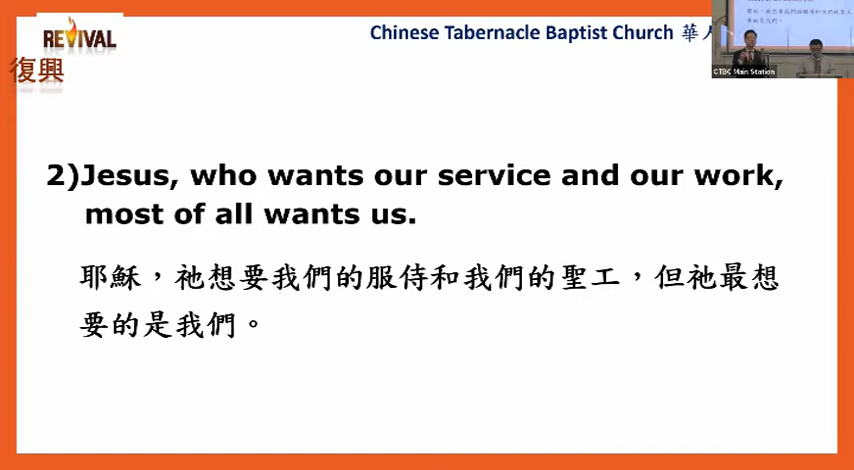 REVIVAL
復興
Chinese Tabernacle Baptist Church 華人
2)Jesus, who wants our service and our work,
most of all wants us.
耶穌，祂想要我們的服侍和我們的聖工，但祂最想
要的是我們。
CTBC Main Station